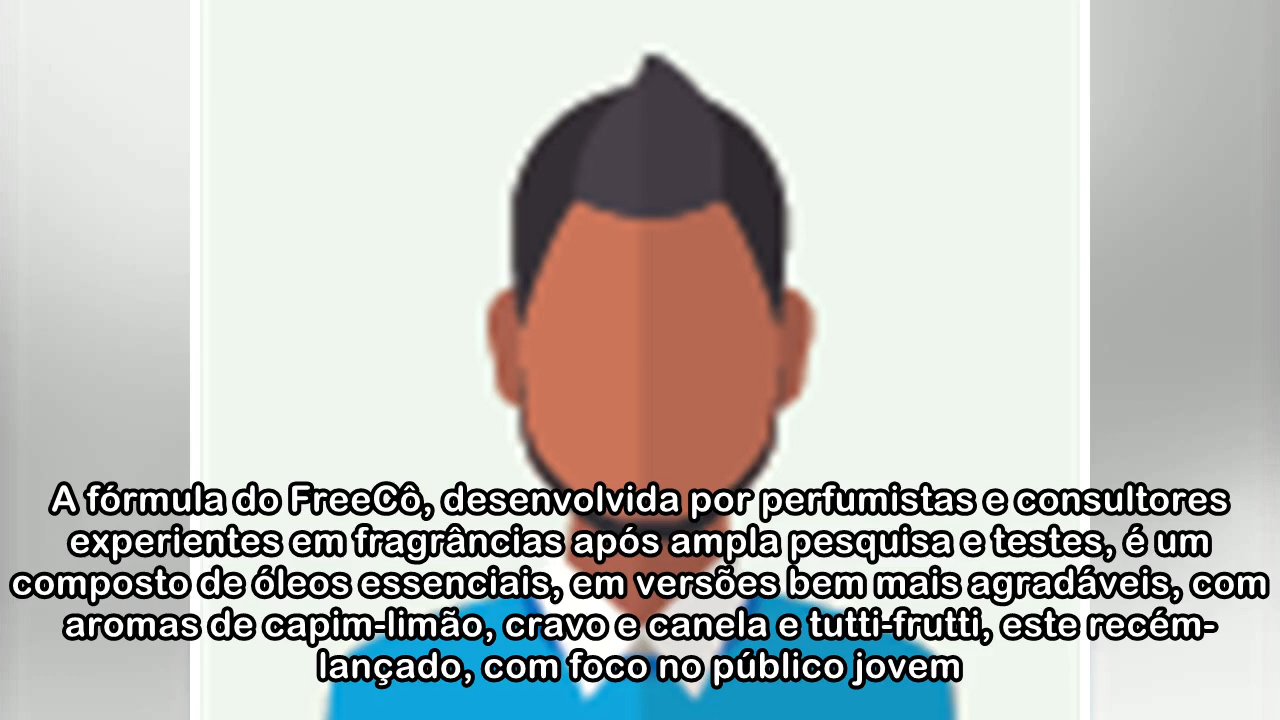 A fórmula do FreeCô, desenvolvida por perfumistas e consultores
experientes em fragrâncias após ampla pesquisa e testes, é um
composto de óleos essenciais, em versões bem mais agradáveis, com
aromas de capim-limão, cravo e canela e tutti-frutti, este recém-
lançado, com foco no público jovem